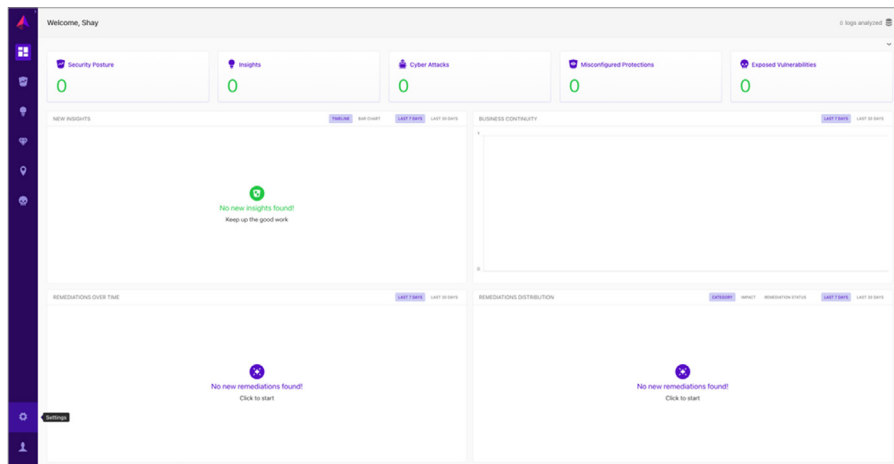 Welcome, Shay
0 logs analyzed
Security Posture
0
Insights
0
Cyber Attacks
0
Misconfigured Protections
0
Exposed Vulnerabilities
0
NEW INSIGHTS
TIMELINE BAR CHART LAST 7 DAYS LAST 30 DAYS
No new insights found!
Keep up the good work
BUSINESS CONTINUITY
LAST 7 DAYS LAST 30 DAYS
1
0
REMEDIATIONS OVER TIME
LAST 7 DAYS LAST 30 DAYS
No new remediations found!
Click to start
REMEDIATIONS DISTRIBUTION
CATEGORY IMPACT REMEDIATION STATUS LAST 7 DAYS LAST 30 DAYS
No new remediations found!
Click to start
Settings